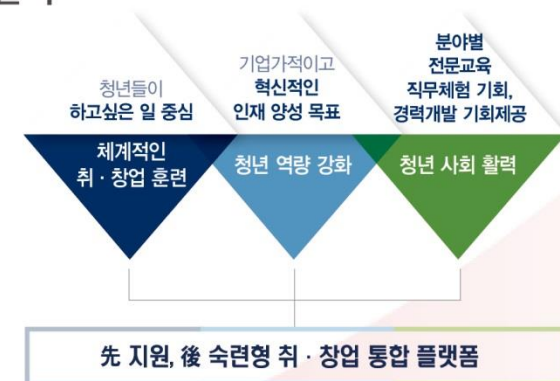 청년들이
하고싶은 일 중심
기업가적이고
혁신적인
인재 양성 목표
분야별
전문교육
직무체험 기회,
경력개발 기회제공
체계적인
취 · 창업 훈련
청년 역량 강화
청년 사회 활력
先 지원, 後 숙련형 취 · 창업 통합 플랫폼